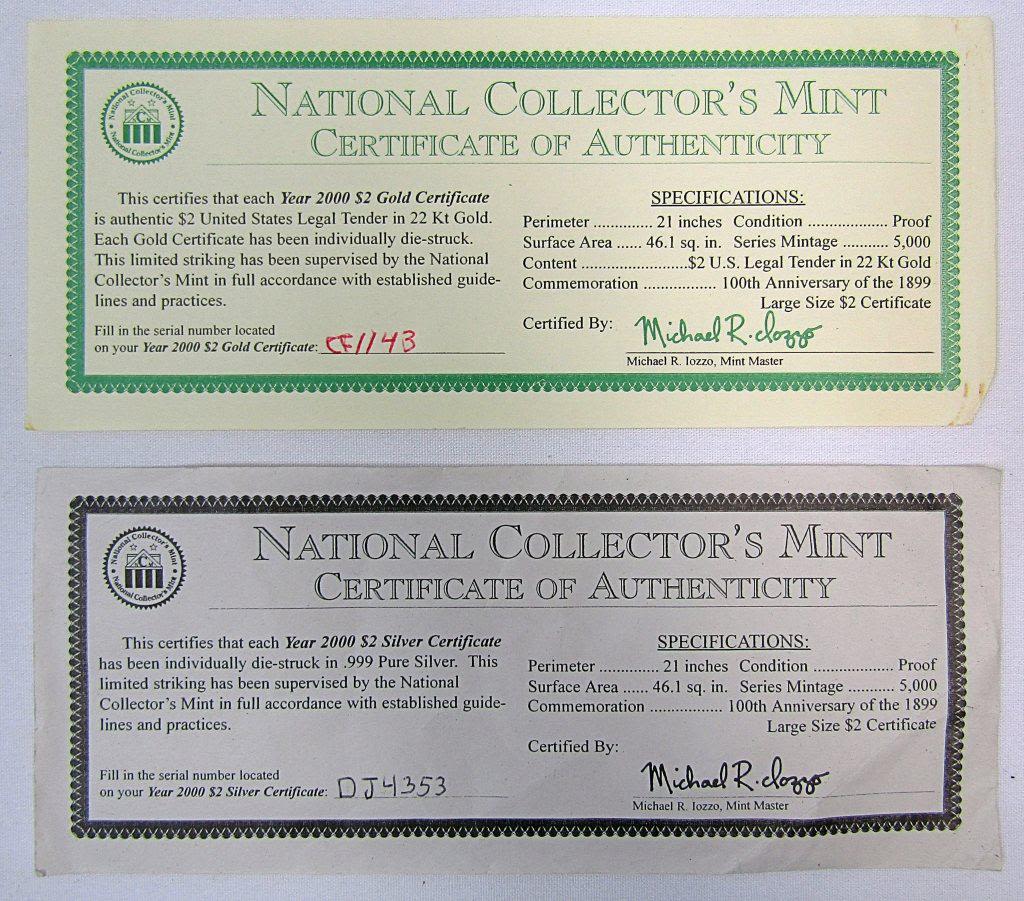 National Collector's Mint
National Collector's Mint
C
NATIONAL COLLECTOR'S MINT
CERTIFICATE OF AUTHENTICITY
This certifies that each Year 2000 $2 Gold Certificate
is authentic $2 United States Legal Tender in 22 Kt Gold.
Each Gold Certificate has been individually die-struck.
This limited striking has been supervised by the National
Collector's Mint in full accordance with established guide-
lines and practices.
Fill in the serial number located
on your Year 2000 $2 Gold Certificate: CF1143
SPECIFICATIONS:
Perimeter .............. 21 inches Condition ................... Proof
Surface Area ...... 46.1 sq. in. Series Mintage ........... 5,000
Content .........................$2 U.S. Legal Tender in 22 Kt Gold
Commemoration ................. 100th Anniversary of the 1899
Large Size $2 Certificate
Certified By: Michael R. Iozzo
Michael R. Iozzo, Mint Master
National Collector's Mint
National Collector's Mint
C
NATIONAL COLLECTOR'S MINT
CERTIFICATE OF AUTHENTICITY
This certifies that each Year 2000 $2 Silver Certificate
has been individually die-struck in .999 Pure Silver. This
limited striking has been supervised by the National
Collector's Mint in full accordance with established guide-
lines and practices.
Fill in the serial number located
on your Year 2000 $2 Silver Certificate: DJ4353
SPECIFICATIONS:
Perimeter .............. 21 inches Condition ................... Proof
Surface Area ...... 46.1 sq. in. Series Mintage ........... 5,000
Commemoration ................. 100th Anniversary of the 1899
Large Size $2 Certificate
Certified By:
Michael R. Iozzo
Michael R. Iozzo, Mint Master